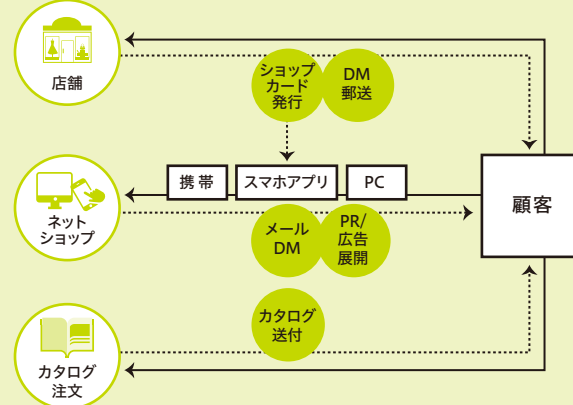 店舗
ショップ
カード
発行
DM
郵送
携帯
スマホアプリ
PC
顧客
ネット
ショップ
メール
DM
PR/
広告
展開
カタログ
送付
カタログ
注文